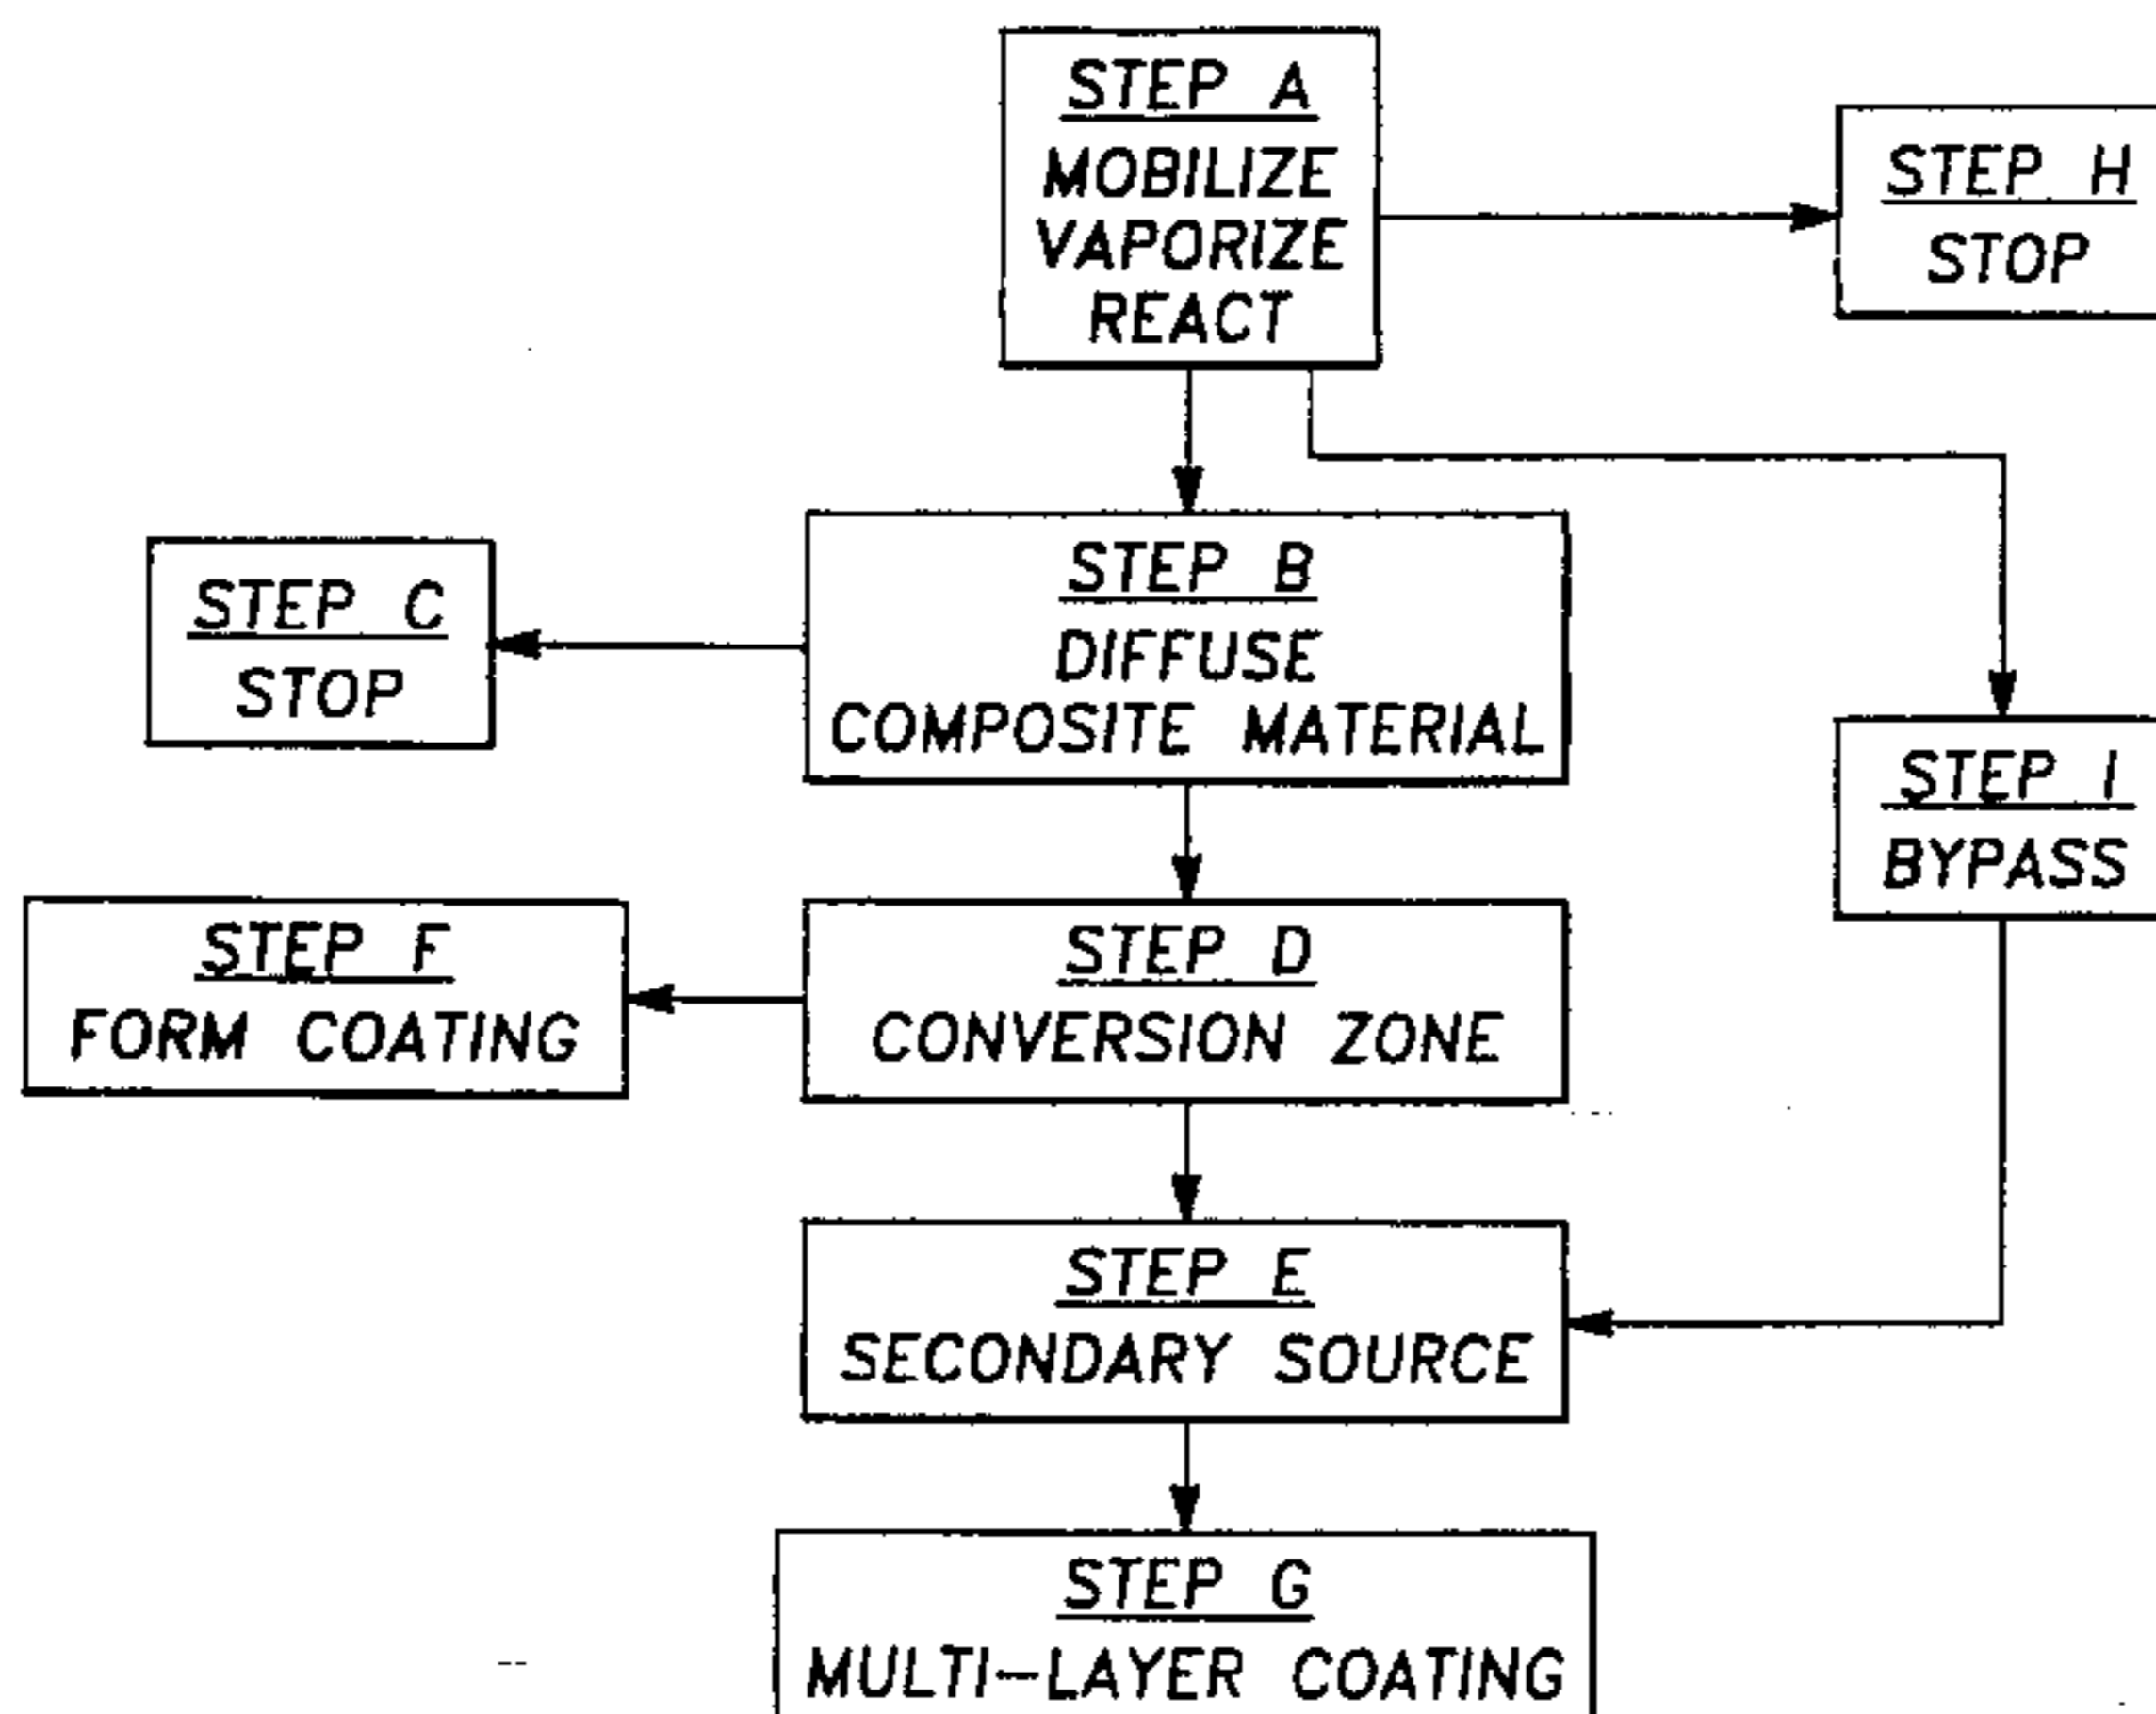 STEP A
MOBILIZE
VAPORIZE
REACT
STEP H
STOP
STEP B
DIFFUSE
COMPOSITE MATERIAL
STEP C
STOP
STEP I
BYPASS
STEP D
CONVERSION ZONE
STEP F
FORM COATING
STEP E
SECONDARY SOURCE
STEP G
MULTI-LAYER COATING